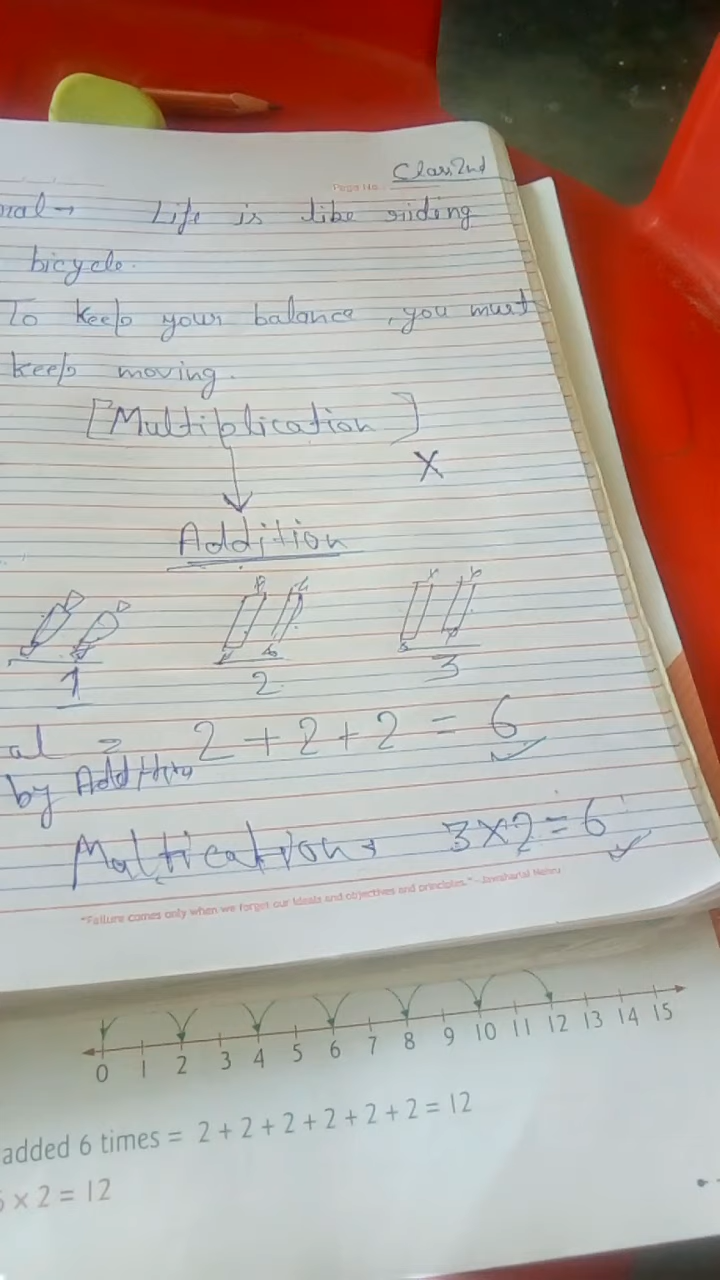 Class 2nd
Page No.
Life is like riding
bicycle.
To keep your balance, you must
keep moving.
[Multiplication]
X
Addition
1 2 3
2 + 2 + 2 = 6
by Addition
Maltication 3 x 2 = 6
"Failure comes only when we forget our ideals and objectives and principles." - Jawaharlal Nehru
0 1 2 3 4 5 6 7 8 9 10 11 12 13 14 15
added 6 times = 2 + 2 + 2 + 2 + 2 + 2 = 12
× 2 = 12